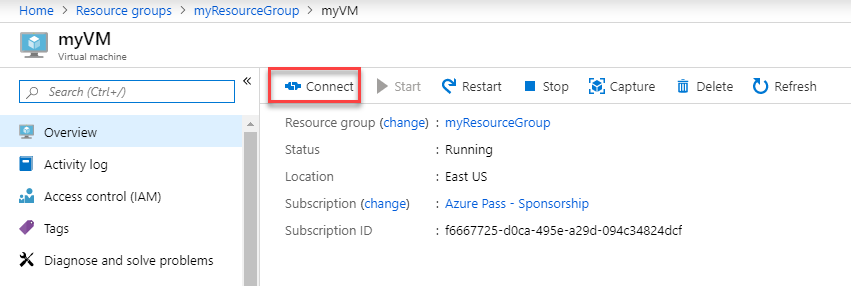 Home > Resource groups > myResourceGroup > myVM
myVM
Virtual machine
Search (Ctrl+/)
«
Overview
Activity log
Access control (IAM)
Tags
Diagnose and solve problems
Connect Start Restart Stop Capture Delete Refresh
Resource group (change) : myResourceGroup
Status : Running
Location : East US
Subscription (change) : Azure Pass - Sponsorship
Subscription ID : f6667725-d0ca-495e-a29d-094c34824dcf